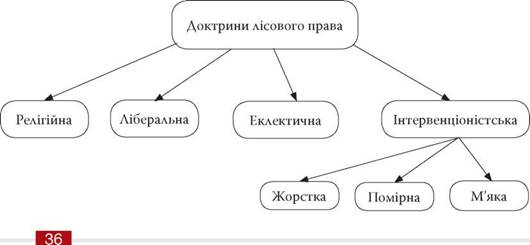 Доктрини лісового права
Релігійна
Ліберальна
Еклектична
Інтервенціоністська
Жорстка
Помірна
М’яка
36